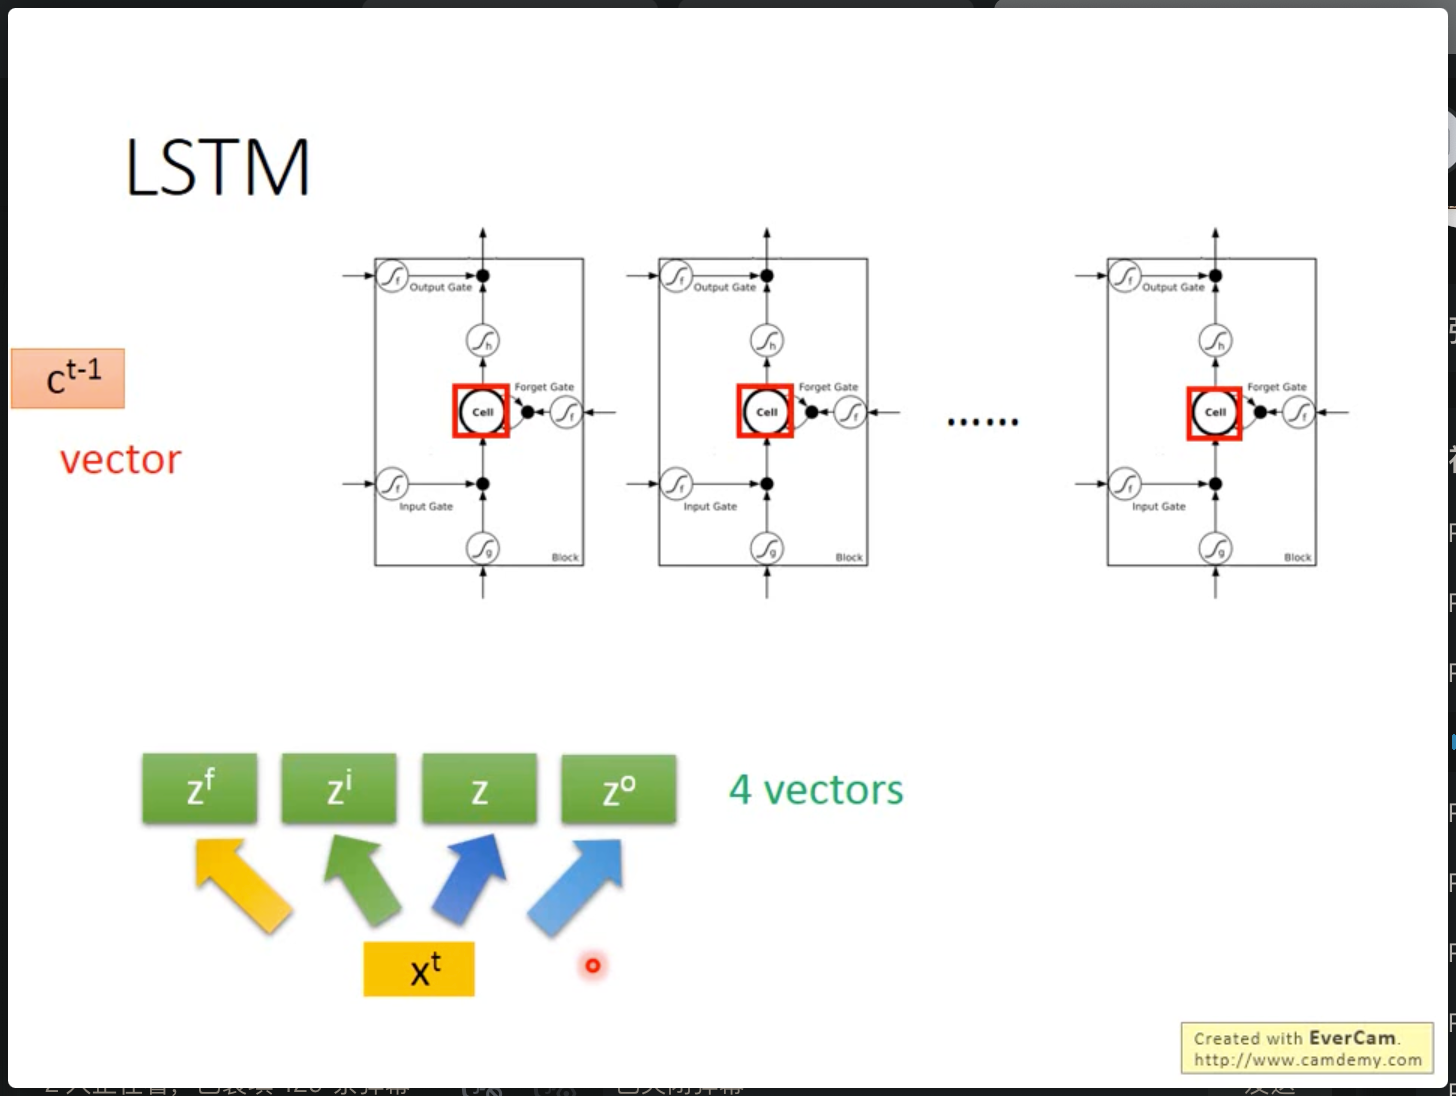 LSTM
Output Gate
Output Gate
Output Gate
h
h
h
c^t-1
Forget Gate
Forget Gate
Forget Gate
Cell
Cell
......
Cell
vector
f
f
f
Input Gate
Input Gate
Input Gate
g
g
g
Block
Block
Block
z^f
z^i
z
z^o
4 vectors
x^t
Created with EverCam.
http://www.camdemy.com